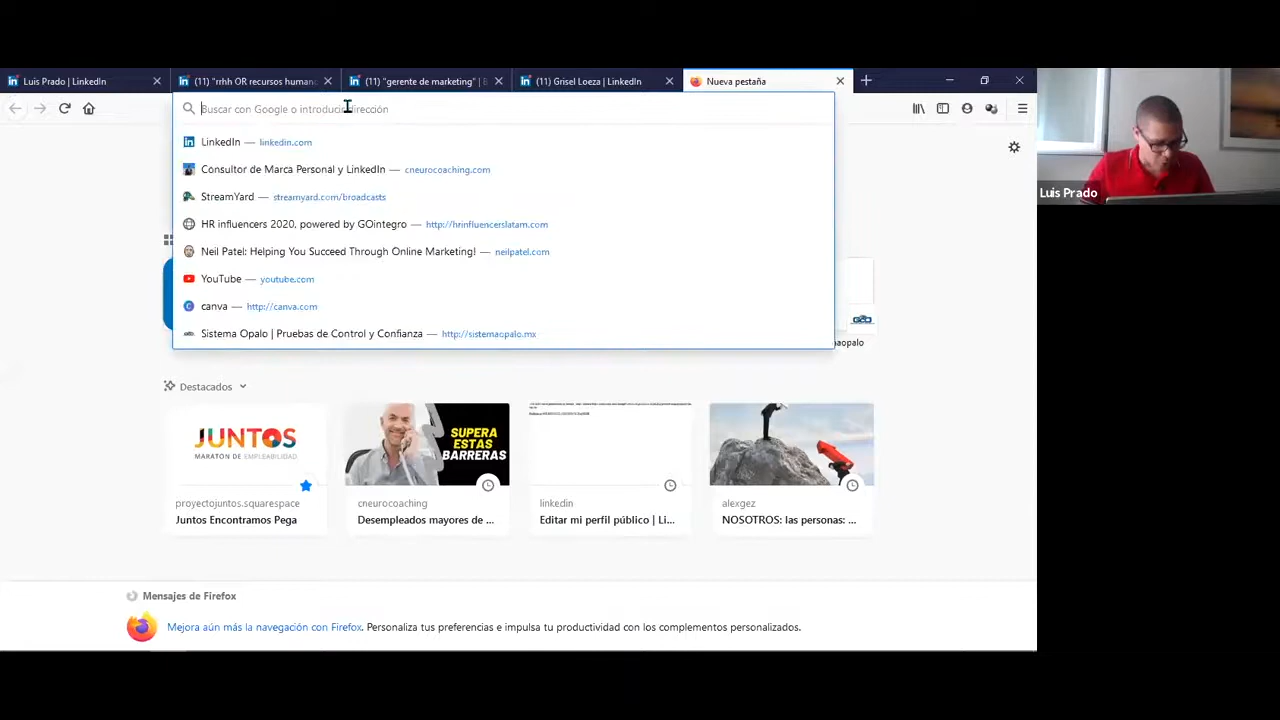 Luis Prado | LinkedIn
(11) "rrhh OR recursos human
(11) "gerente de marketing" | B
(11) Grisel Loeza | LinkedIn
Nueva pestaña
Buscar con Google o introducir dirección
LinkedIn — linkedin.com
Consultor de Marca Personal y LinkedIn — cneurocoaching.com
StreamYard — streamyard.com/broadcasts
HR influencers 2020, powered by GOintegro — http://hrinfluencerslatam.com
Neil Patel: Helping You Succeed Through Online Marketing! — neilpatel.com
YouTube — youtube.com
canva — http://canva.com
Sistema Opalo | Pruebas de Control y Confianza — http://sistemaopalo.mx
aopalo
Luis Prado
Destacados
JUNTOS
MARATON DE EMPLEABILIDAD
SUPERA
ESTAS
BARRERAS
proyectojuntos.squarespace
Juntos Encontramos Pega
cneurocoaching
Desempleados mayores de ...
linkedin
Editar mi perfil público | Li...
alexgez
NOSOTROS: las personas: ...
Mensajes de Firefox
Mejora aún más la navegación con Firefox. Personaliza tus preferencias e impulsa tu productividad con los complementos personalizados.